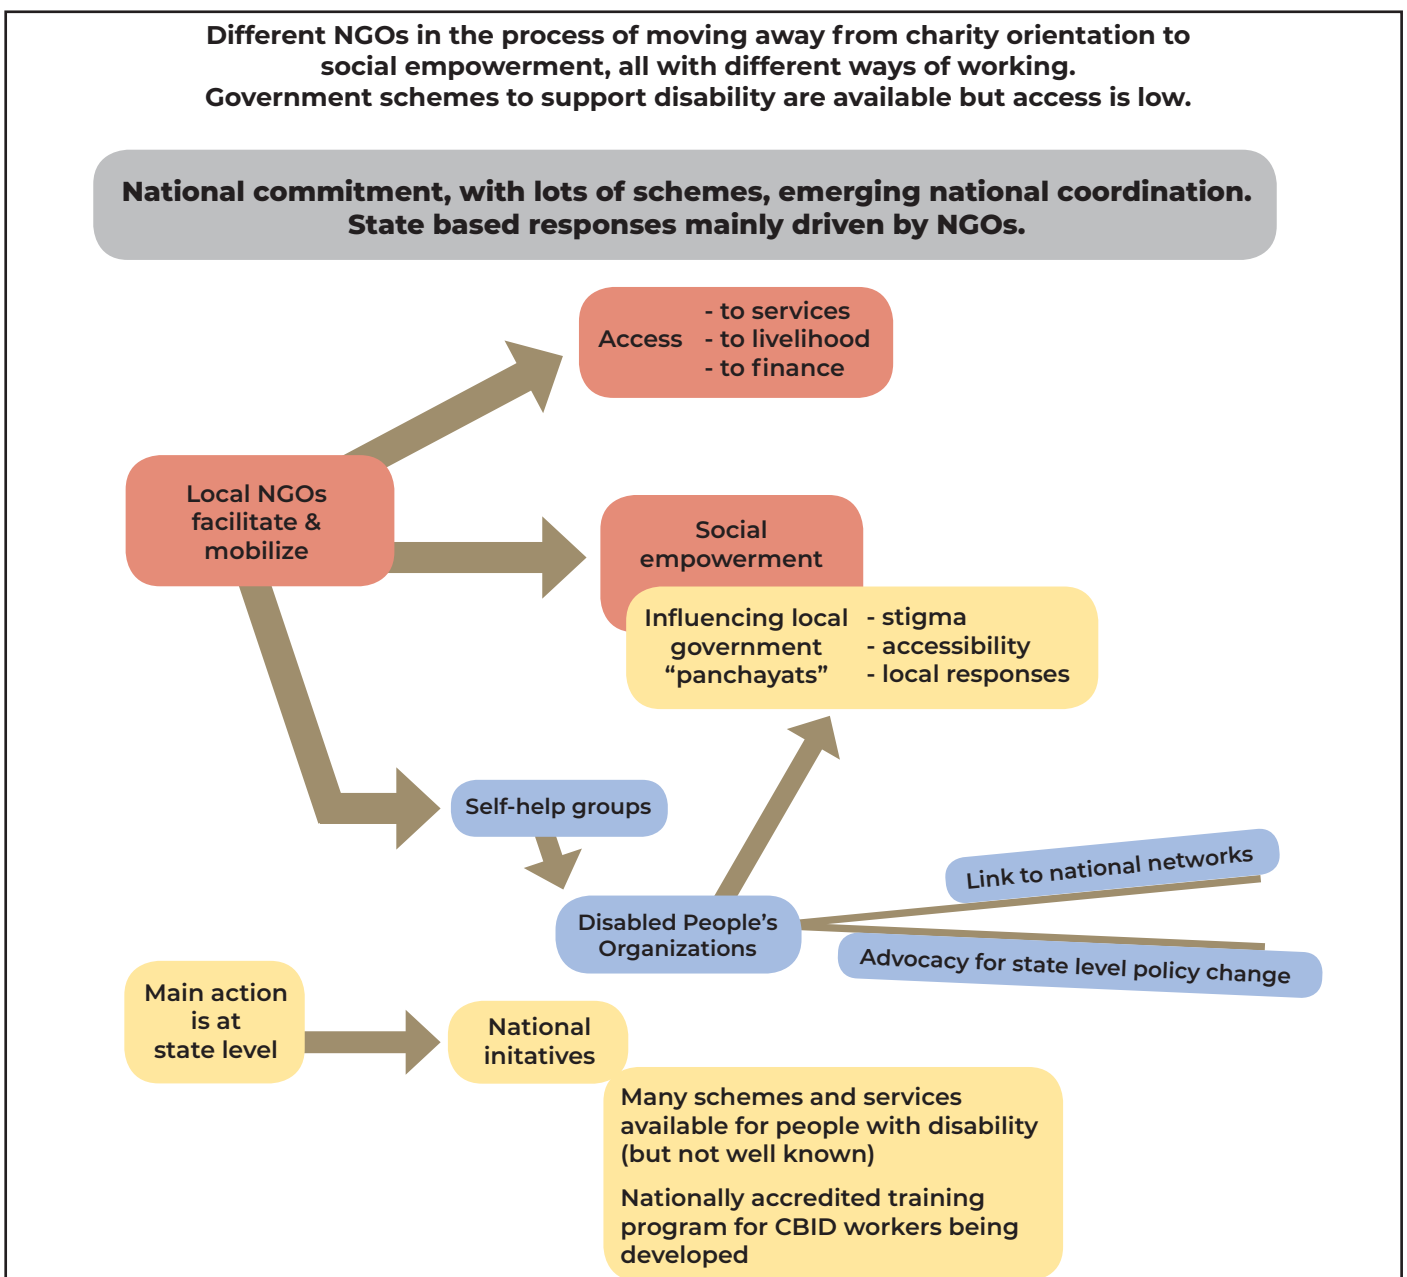 Different NGOs in the process of moving away from charity orientation to
social empowerment, all with different ways of working.
Government schemes to support disability are available but access is low.
National commitment, with lots of schemes, emerging national coordination.
State based responses mainly driven by NGOs.
Access
- to services
- to livelihood
- to finance
Local NGOs
facilitate &
mobilize
Social
empowerment
Influencing local
government
“panchayats”
- stigma
- accessibility
- local responses
Self-help groups
Disabled People’s
Organizations
Link to national networks
Advocacy for state level policy change
Main action
is at
state level
National
initatives
Many schemes and services
available for people with disability
(but not well known)
Nationally accredited training
program for CBID workers being
developed